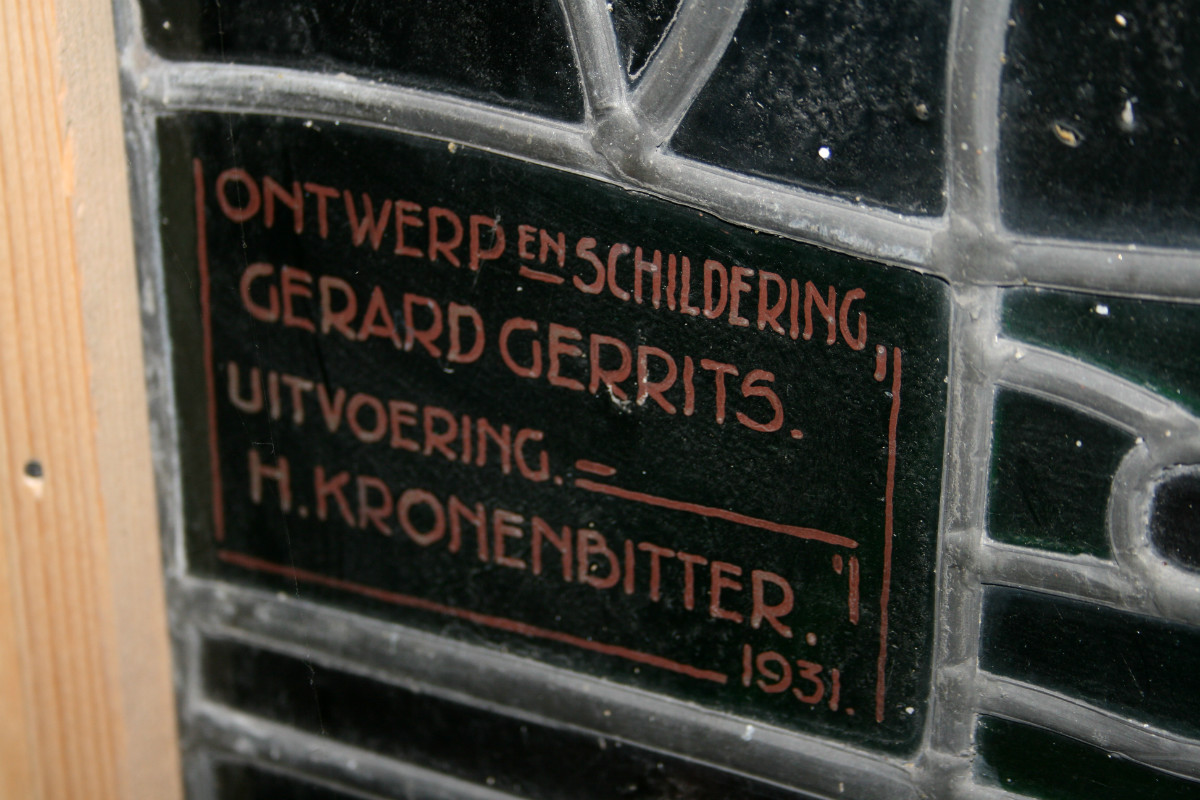 ONTWERP EN SCHILDERING
GERARD GERRITS.
UITVOERING.
H. KRONENBITTER.
1931.